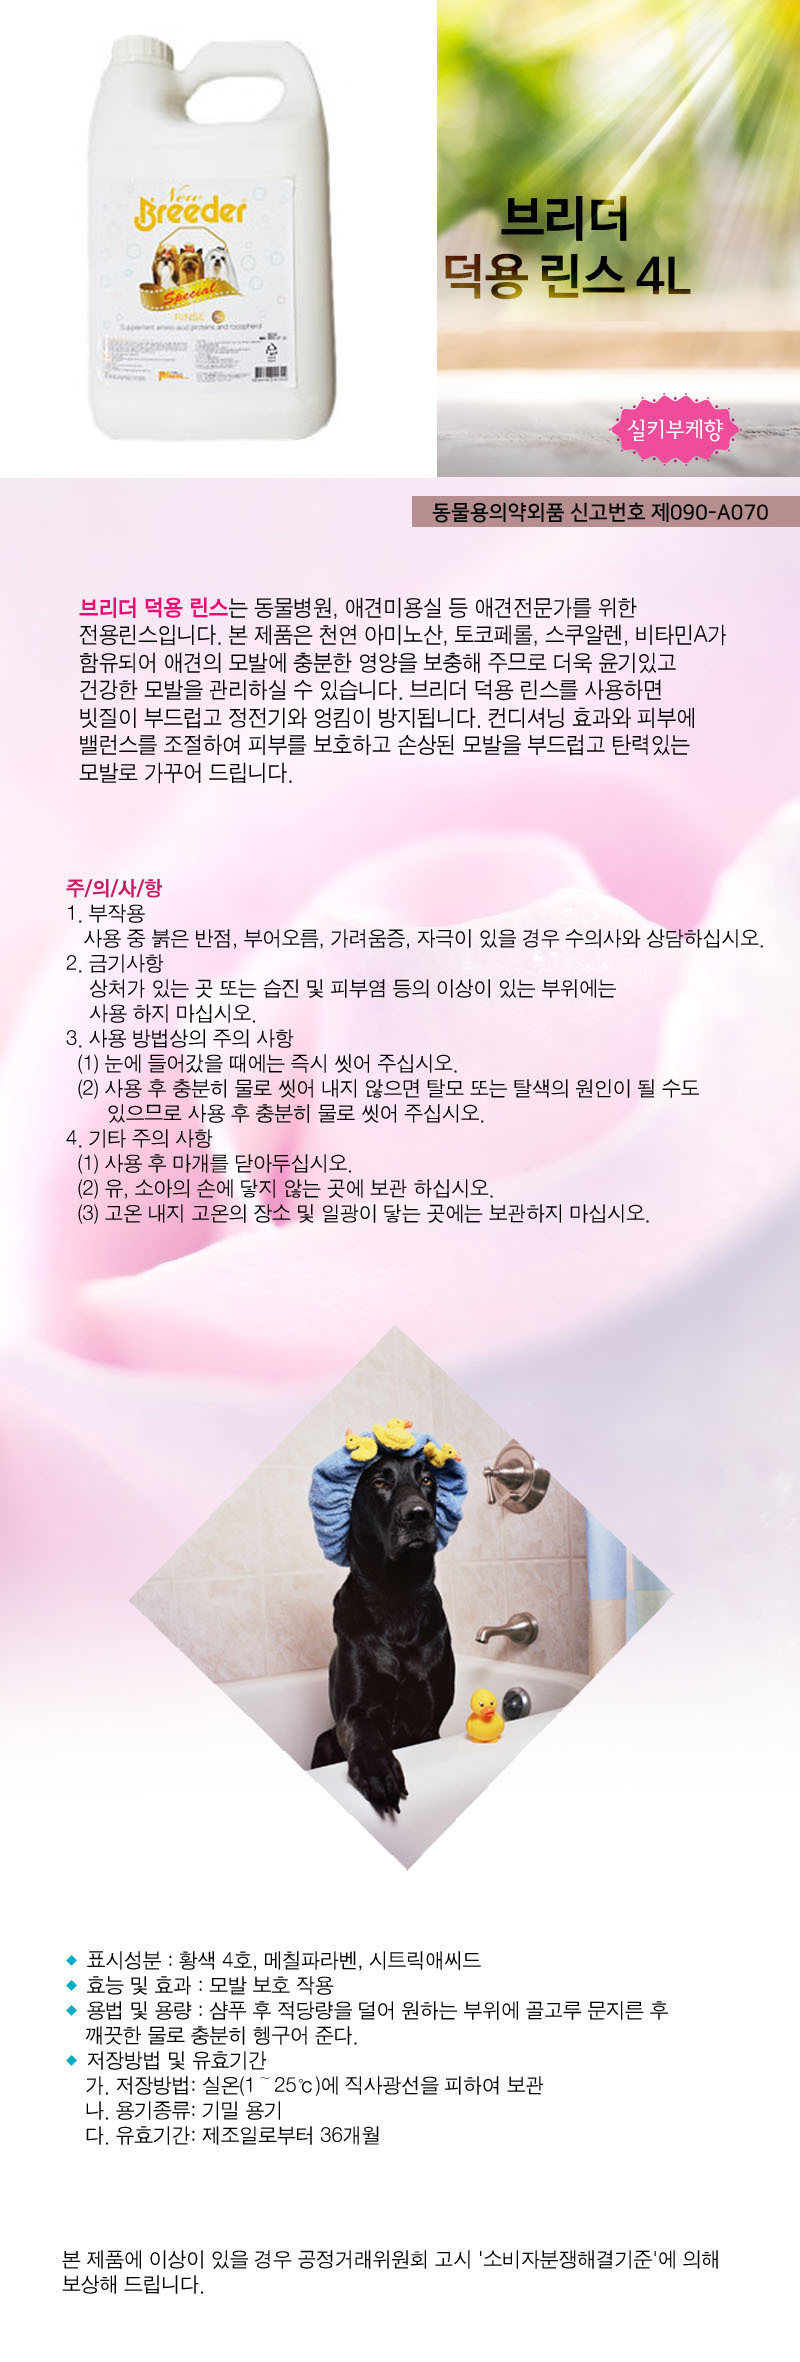 New
Breeder
Special
RINSE
Supplement amino-acid proteins and tocopherol
브리더
덕용 린스 4L
실키부케향
동물용의약외품 신고번호 제090-A070
브리더 덕용 린스는 동물병원, 애견미용실 등 애견전문가를 위한
전용린스입니다. 본 제품은 천연 아미노산, 토코페롤, 스쿠알렌, 비타민A가
함유되어 애견의 모발에 충분한 영양을 보충해 주므로 더욱 윤기있고
건강한 모발을 관리하실 수 있습니다. 브리더 덕용 린스를 사용하면
빗질이 부드럽고 정전기와 엉킴이 방지됩니다. 컨디셔닝 효과와 피부에
밸런스를 조절하여 피부를 보호하고 손상된 모발을 부드럽고 탄력있는
모발로 가꾸어 드립니다.
주/의/사/항
1. 부작용
사용 중 붉은 반점, 부어오름, 가려움증, 자극이 있을 경우 수의사와 상담하십시오.
2. 금기사항
상처가 있는 곳 또는 습진 및 피부염 등의 이상이 있는 부위에는
사용 하지 마십시오.
3. 사용 방법상의 주의 사항
(1) 눈에 들어갔을 때에는 즉시 씻어 주십시오.
(2) 사용 후 충분히 물로 씻어 내지 않으면 탈모 또는 탈색의 원인이 될 수도
있으므로 사용 후 충분히 물로 씻어 주십시오.
4. 기타 주의 사항
(1) 사용 후 마개를 닫아두십시오.
(2) 유, 소아의 손에 닿지 않는 곳에 보관 하십시오.
(3) 고온 내지 고온의 장소 및 일광이 닿는 곳에는 보관하지 마십시오.
◆ 표시성분 : 황색 4호, 메칠파라벤, 시트릭애씨드
◆ 효능 및 효과 : 모발 보호 작용
◆ 용법 및 용량 : 샴푸 후 적당량을 덜어 원하는 부위에 골고루 문지른 후
깨끗한 물로 충분히 헹구어 준다.
◆ 저장방법 및 유효기간
가. 저장방법: 실온(1~25℃)에 직사광선을 피하여 보관
나. 용기종류: 기밀 용기
다. 유효기간: 제조일로부터 36개월
본 제품에 이상이 있을 경우 공정거래위원회 고시 '소비자분쟁해결기준'에 의해
보상해 드립니다.